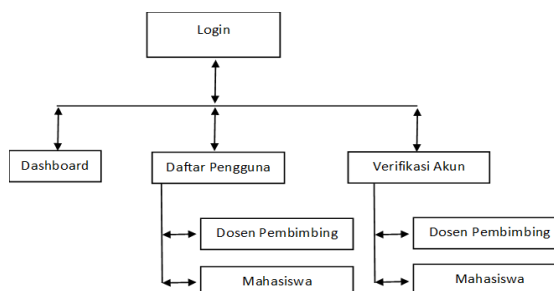 Login
Dashboard
Daftar Pengguna
Verifikasi Akun
Dosen Pembimbing
Mahasiswa
Dosen Pembimbing
Mahasiswa